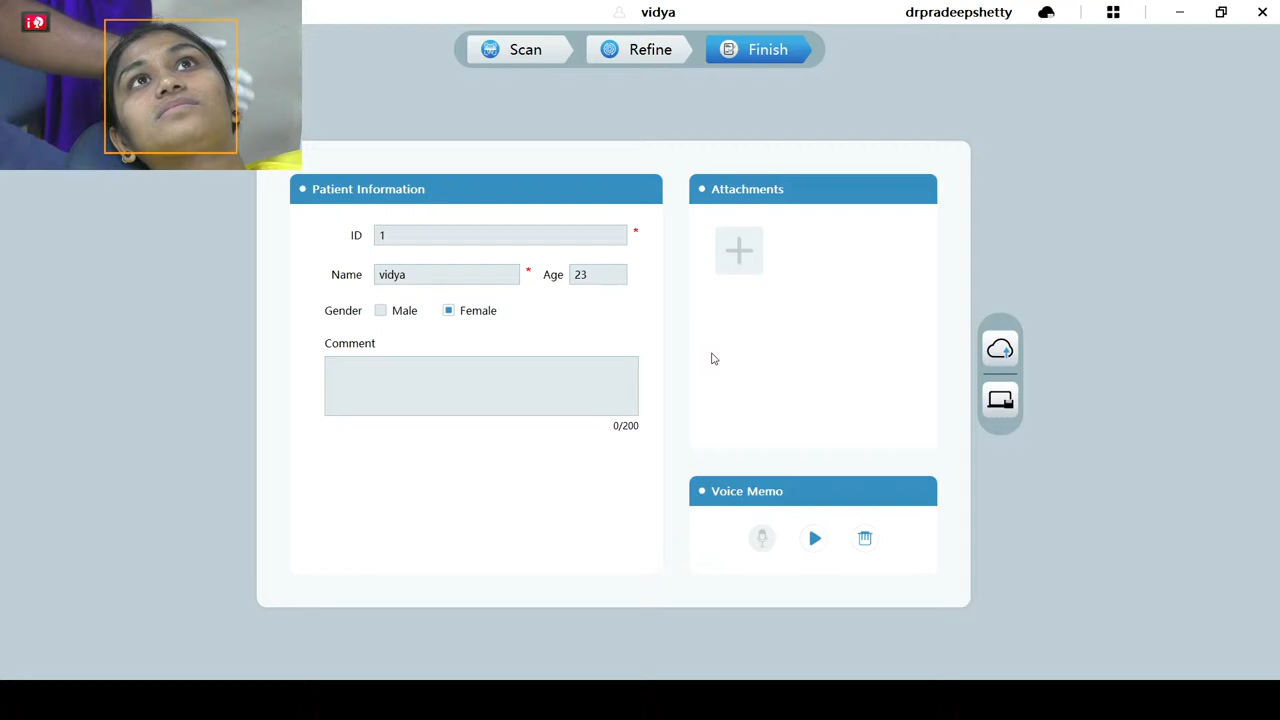 vidya
drpradeepshetty
Scan
Refine
Finish
Patient Information
ID 1 *
Name vidya * Age 23
Gender Male Female
Comment
0/200
Attachments
Voice Memo